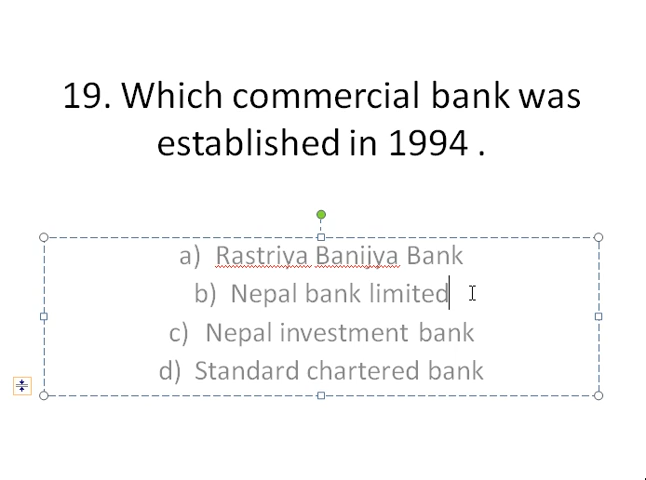 19. Which commercial bank was
established in 1994 .
a) Rastriya Banijya Bank
b) Nepal bank limited
c) Nepal investment bank
d) Standard chartered bank